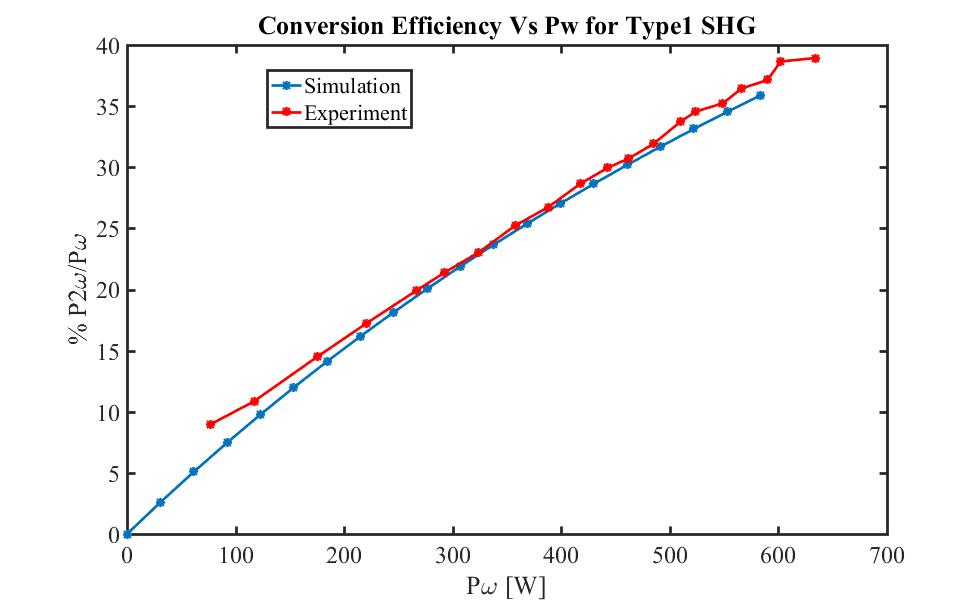 Conversion Efficiency Vs Pw for Type1 SHG
40
35
30
25
20
15
10
5
0
% P2ω/Pω
Simulation
Experiment
0 100 200 300 400 500 600 700
Pω [W]